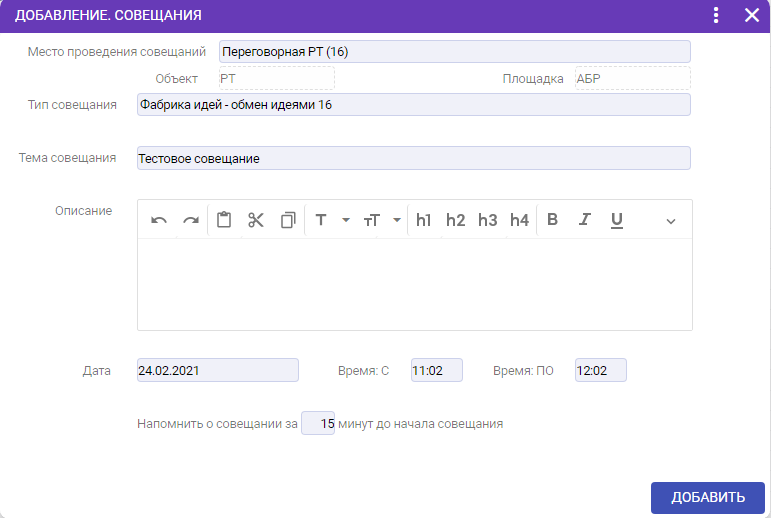 ДОБАВЛЕНИЕ. СОВЕЩАНИЯ
Место проведения совещаний Переговорная РТ (16)
Объект РТ Площадка АБР
Тип совещания Фабрика идей - обмен идеями 16
Тема совещания Тестовое совещание
Описание
T тT h1 h2 h3 h4 B I U
Дата 24.02.2021 Время: С 11:02 Время: ПО 12:02
Напомнить о совещании за 15 минут до начала совещания
ДОБАВИТЬ